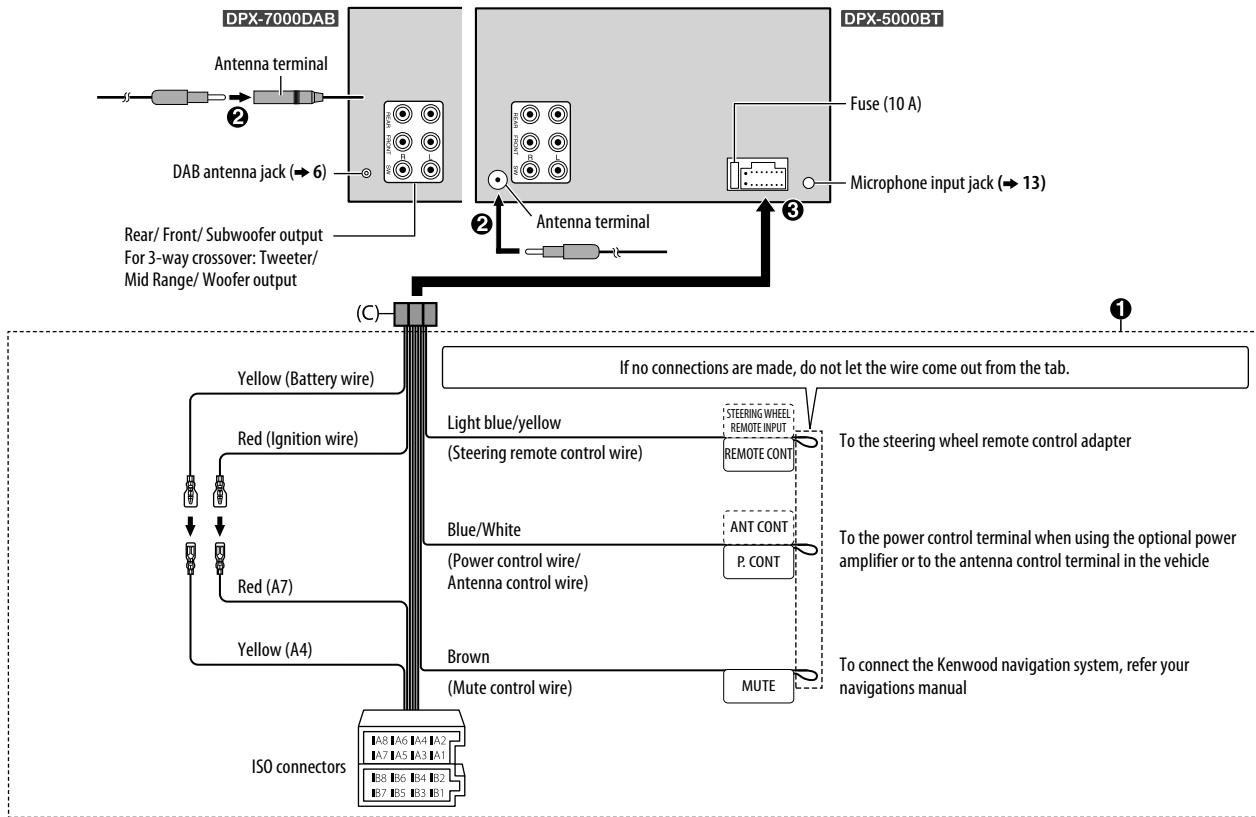 DPX-7000DAB
DPX-5000BT
Antenna terminal
❷
REAR
FRONT
SW
R
L
DAB antenna jack (➜ 6)
Rear/ Front/ Subwoofer output
For 3-way crossover: Tweeter/
Mid Range/ Woofer output
REAR
FRONT
SW
R
L
Fuse (10 A)
Microphone input jack (➜ 13)
❸
❷
Antenna terminal
(C)
❶
If no connections are made, do not let the wire come out from the tab.
Yellow (Battery wire)
Red (Ignition wire)
Light blue/yellow
(Steering remote control wire)
STEERING WHEEL
REMOTE INPUT
REMOTE CONT
To the steering wheel remote control adapter
Blue/White
(Power control wire/
Antenna control wire)
ANT CONT
P. CONT
To the power control terminal when using the optional power
amplifier or to the antenna control terminal in the vehicle
Red (A7)
Yellow (A4)
Brown
(Mute control wire)
MUTE
To connect the Kenwood navigation system, refer your
navigations manual
ISO connectors
A8 A6 A4 A2
A7 A5 A3 A1
B8 B6 B4 B2
B7 B5 B3 B1